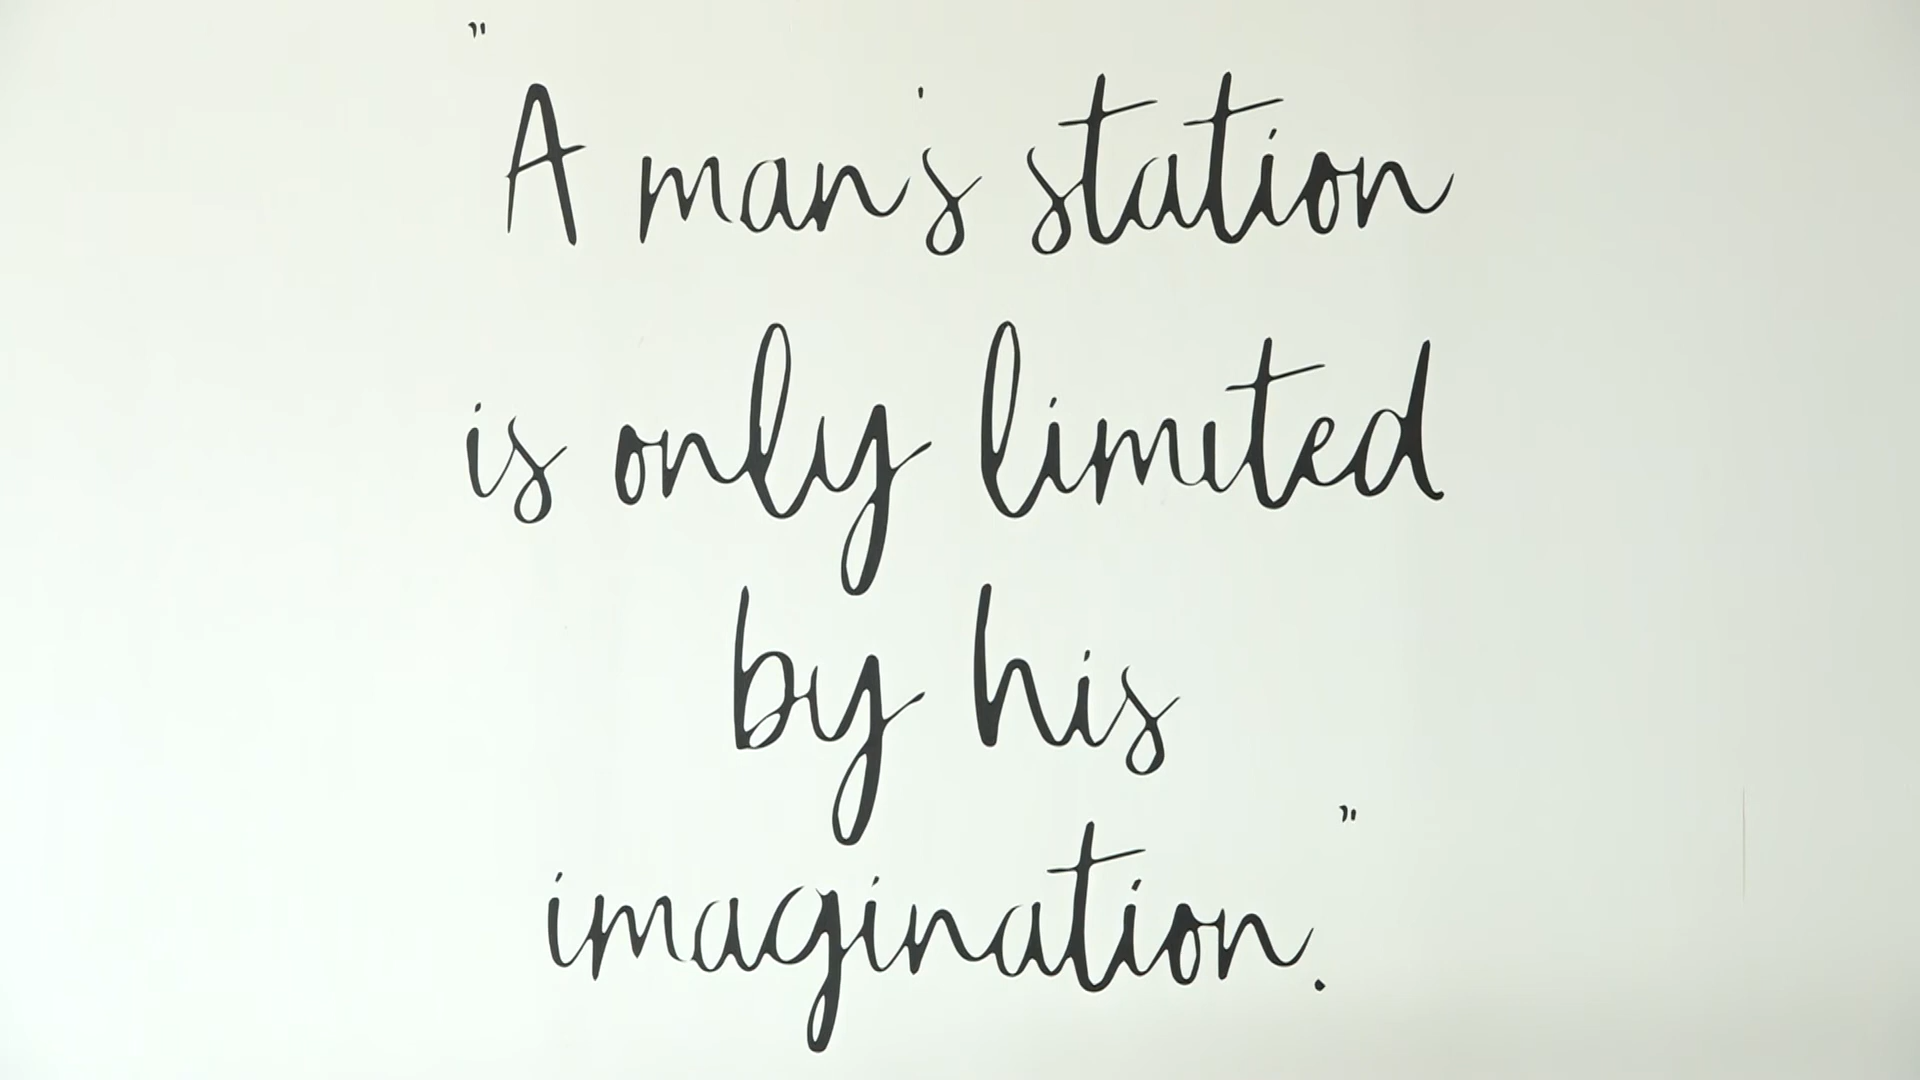 "A man's station
is only limited
by his
imagination."